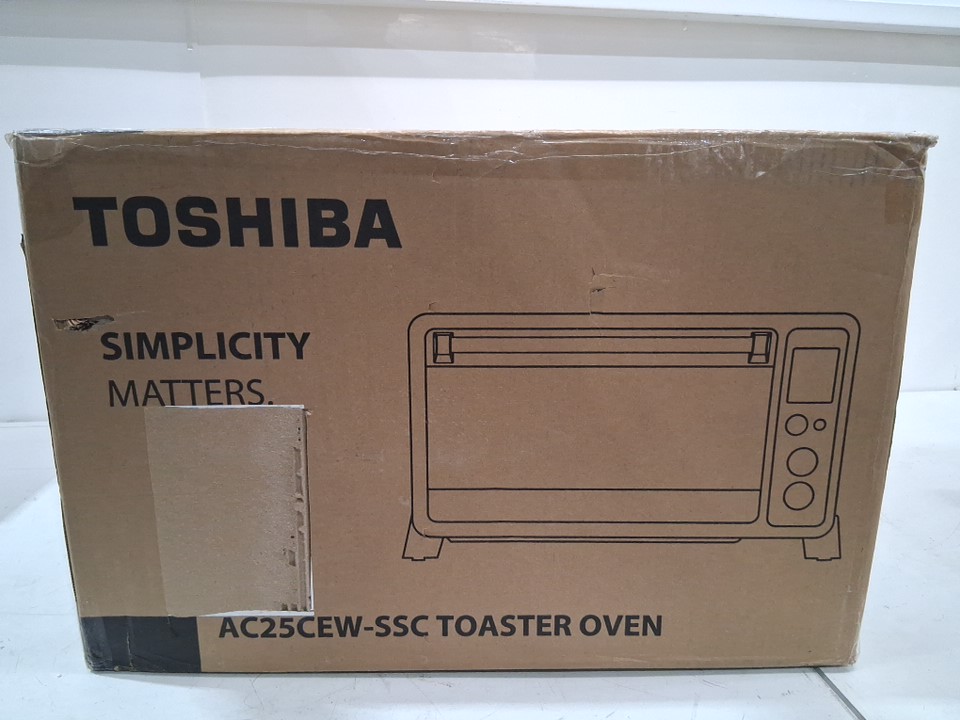 TOSHIBA
SIMPLICITY
MATTERS.
AC25CEW-SSC TOASTER OVEN